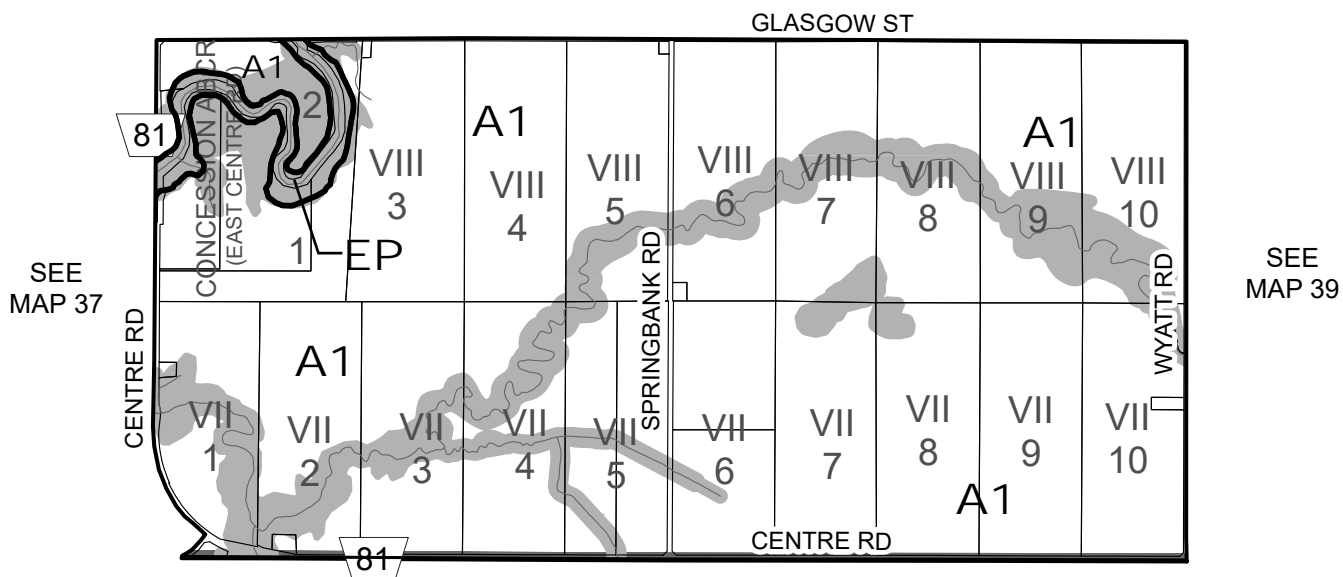 GLASGOW ST
CONCESSION ABCR
(EAST CENTRE RD)
A1
2
81
1
EP
VIII
3
A1
VIII
4
VIII
5
VIII
6
VIII
7
VIII
8
A1
VIII
9
VIII
10
SEE
MAP 37
SEE
MAP 39
CENTRE RD
SPRINGBANK RD
WYATT RD
A1
VII
1
VII
2
VII
3
VII
4
VII
5
VII
6
VII
7
VII
8
VII
9
VII
10
A1
CENTRE RD
81